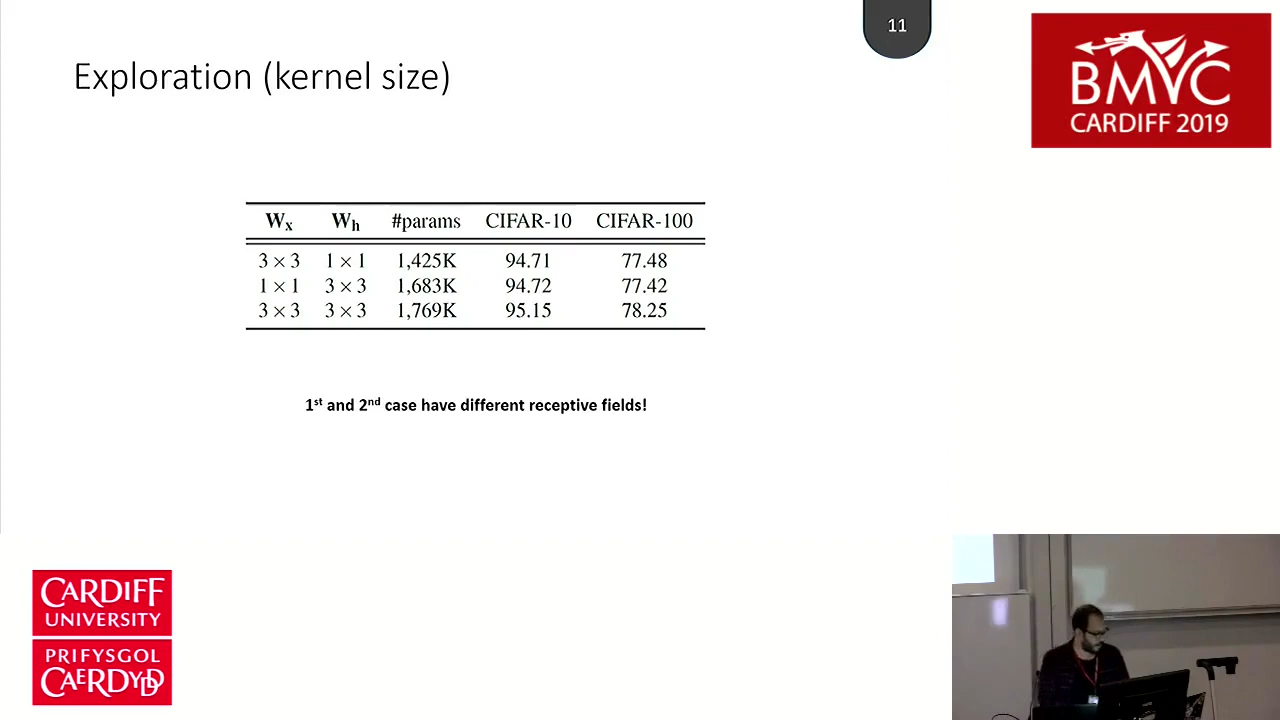 11
Exploration (kernel size)
BMVC
CARDIFF 2019
Wx Wh #params CIFAR-10 CIFAR-100
3 × 3 1 × 1 1,425K 94.71 77.48
1 × 1 3 × 3 1,683K 94.72 77.42
3 × 3 3 × 3 1,769K 95.15 78.25
1st and 2nd case have different receptive fields!
CARDIFF
UNIVERSITY
PRIFYSGOL
CAERDYDD